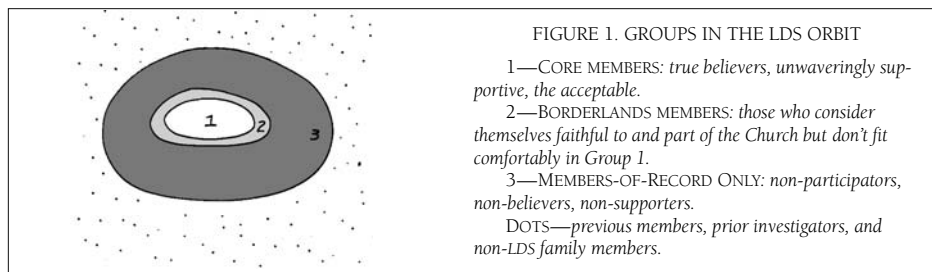 1
2
3
FIGURE 1. GROUPS IN THE LDS ORBIT
1—CORE MEMBERS: true believers, unwaveringly sup-
portive, the acceptable.
2—BORDERLANDS MEMBERS: those who consider
themselves faithful to and part of the Church but don't fit
comfortably in Group 1.
3—MEMBERS-OF-RECORD ONLY: non-participators,
non-believers, non-supporters.
DOTS—previous members, prior investigators, and
non-LDS family members.